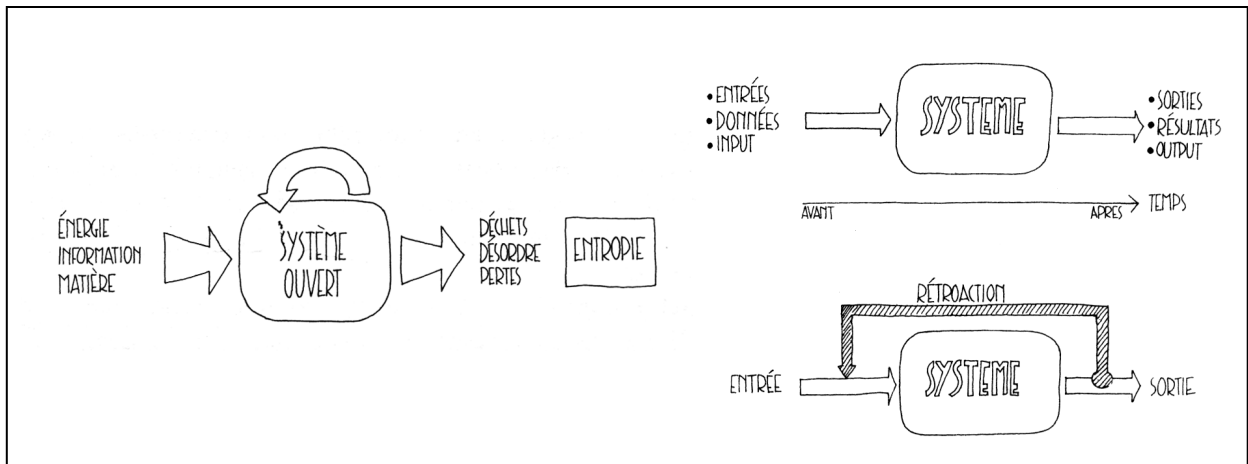 ÉNERGIE
INFORMATION
MATIÈRE
SYSTÈME
OUVERT
DÉCHETS
DÉSORDRE
PERTES
ENTROPIE
• ENTRÉES
• DONNÉES
• INPUT
SYSTEME
• SORTIES
• RÉSULTATS
• OUTPUT
AVANT
APRES
TEMPS
RÉTROACTION
ENTRÉE
SYSTEME
SORTIE